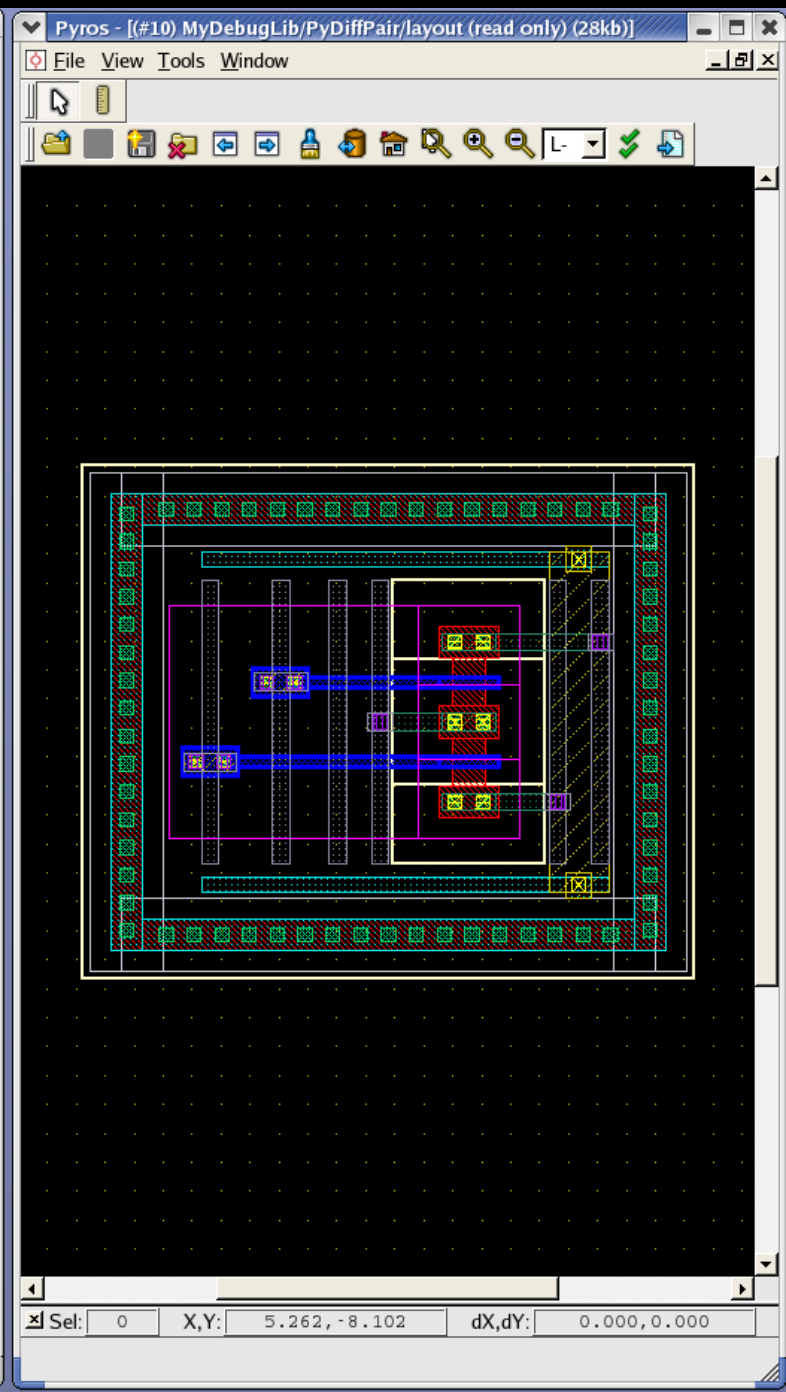 Pyros - [(#10) MyDebugLib/PyDiffPair/layout (read only) (28kb)]
File View Tools Window
L-
Sel: 0 X,Y: 5.262,-8.102 dX,dY: 0.000,0.000